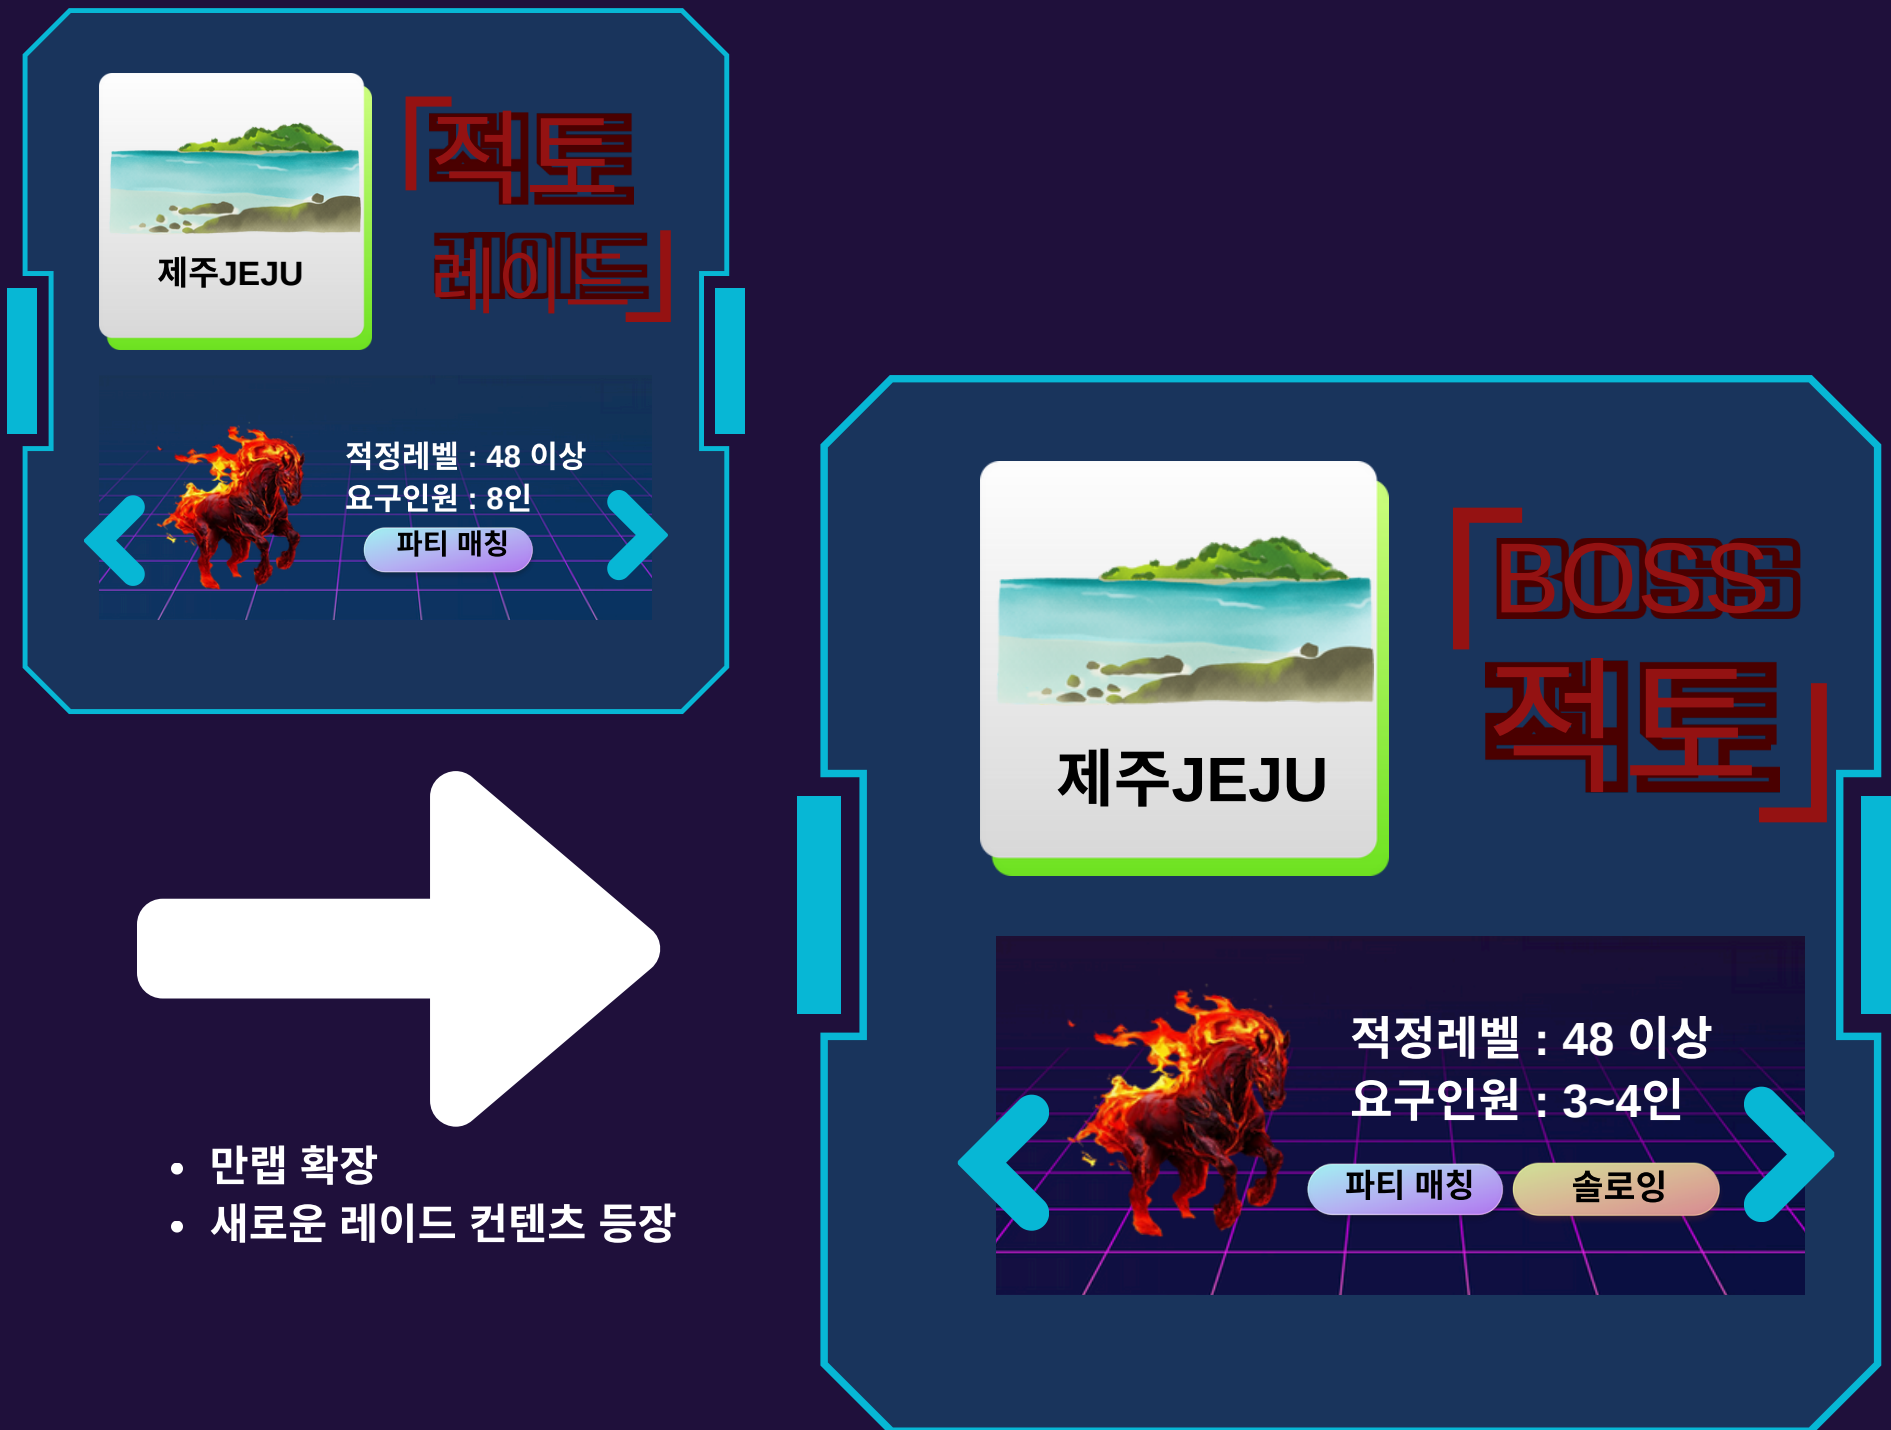 제주JEJU
「적토
레이드」
적정레벨 : 48 이상
요구인원 : 8인
파티 매칭
• 만랩 확장
• 새로운 레이드 컨텐츠 등장
제주JEJU
「BOSS
적토」
적정레벨 : 48 이상
요구인원 : 3~4인
파티 매칭
솔로잉